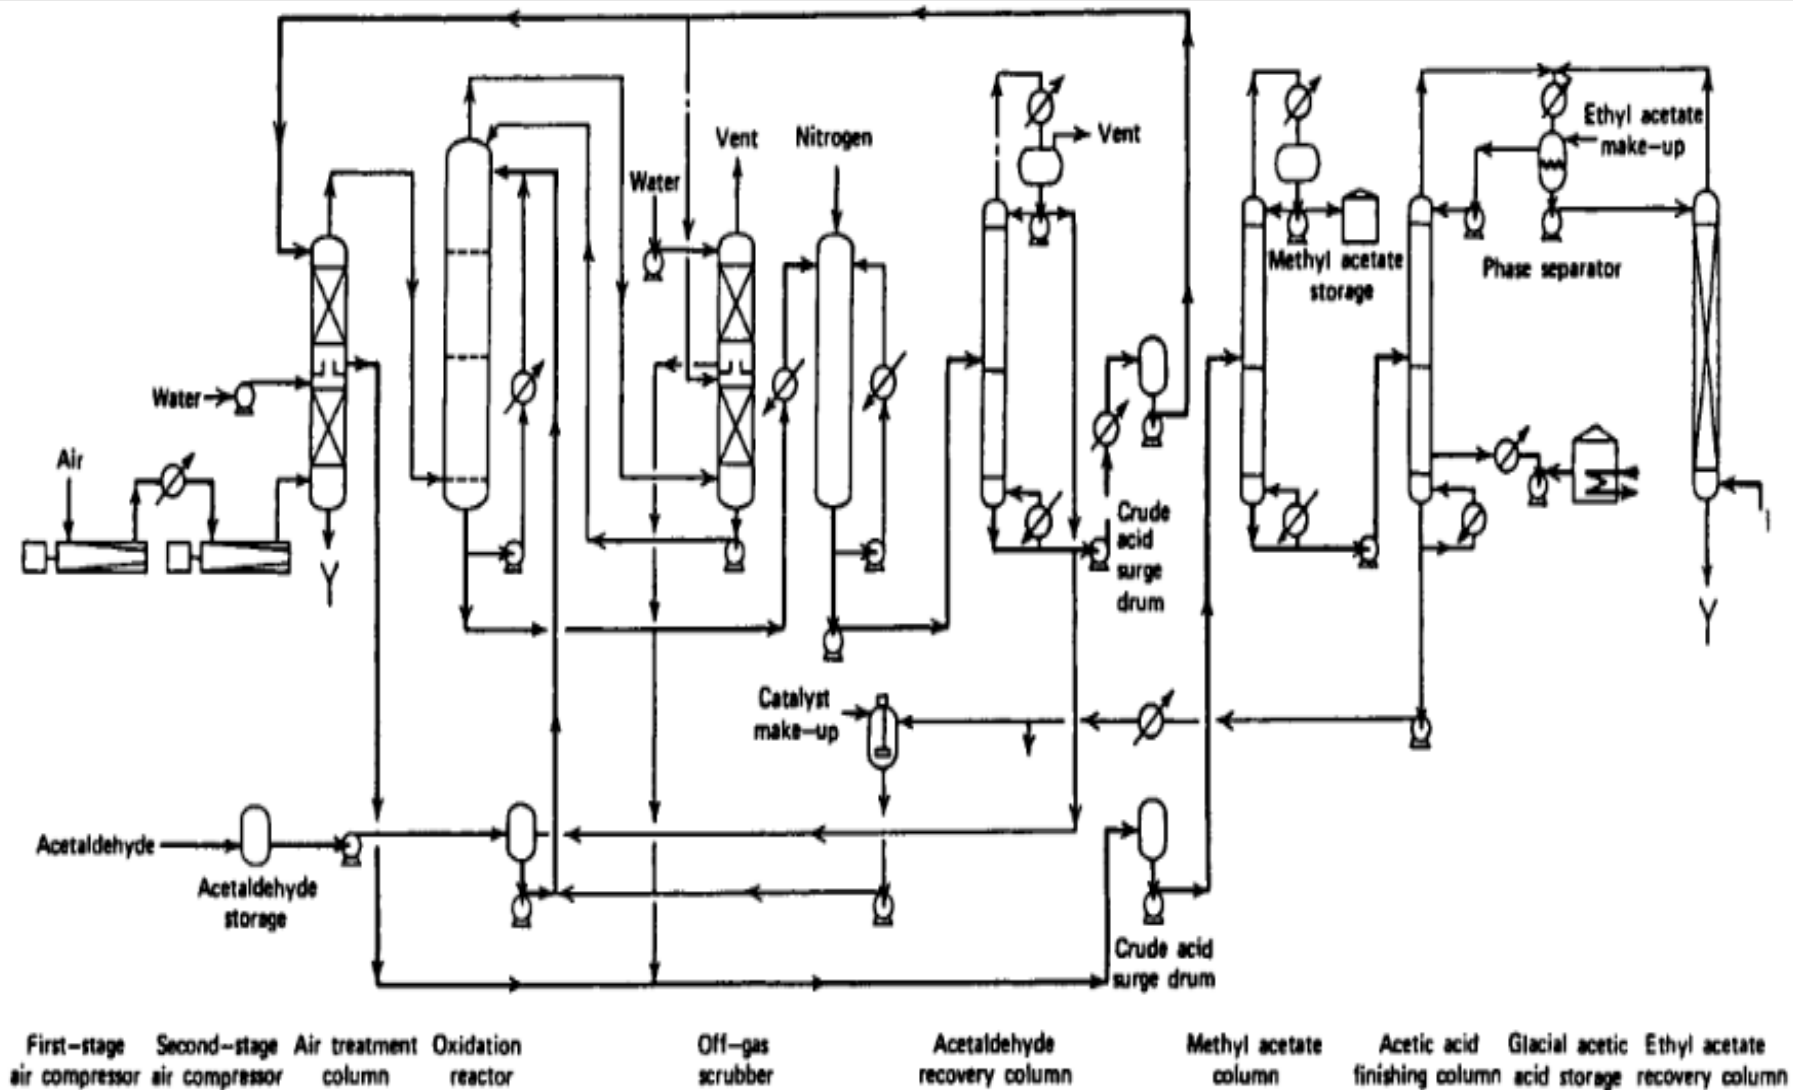 Vent
Nitrogen
Water
Vent
Ethyl acetate
make-up
Methyl acetate
storage
Phase separator
Water
Air
Crude
acid
surge
drum
Catalyst
make-up
Acetaldehyde
Acetaldehyde
storage
Crude acid
surge drum
First-stage
air compressor
Second-stage
air compressor
Air treatment
column
Oxidation
reactor
Off-gas
scrubber
Acetaldehyde
recovery column
Methyl acetate
column
Acetic acid
finishing column
Glacial acetic
acid storage
Ethyl acetate
recovery column